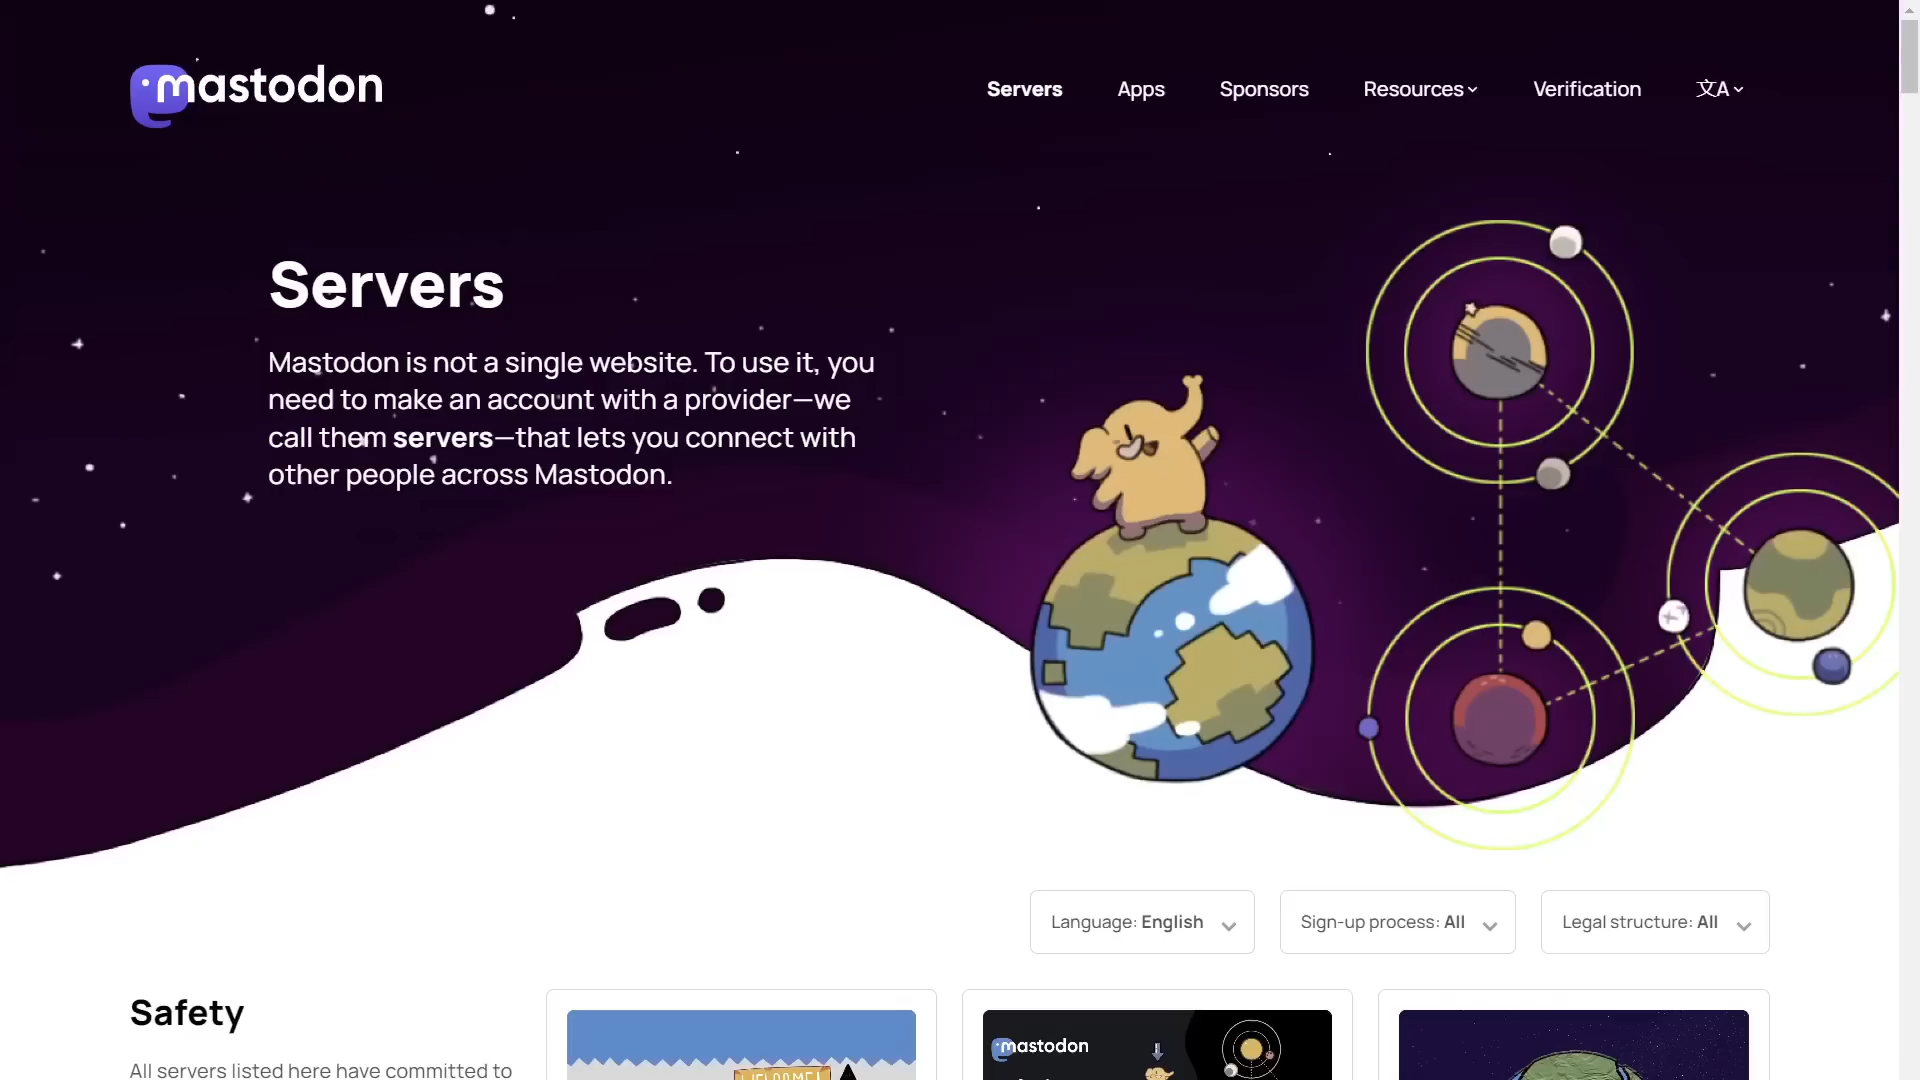 mastodon
Servers
Apps
Sponsors
Resources
Verification
文A
Servers
Mastodon is not a single website. To use it, you
need to make an account with a provider—we
call them servers—that lets you connect with
other people across Mastodon.
Language: English
Sign-up process: All
Legal structure: All
Safety
All servers listed here have committed to
WELCOME!
mastodon